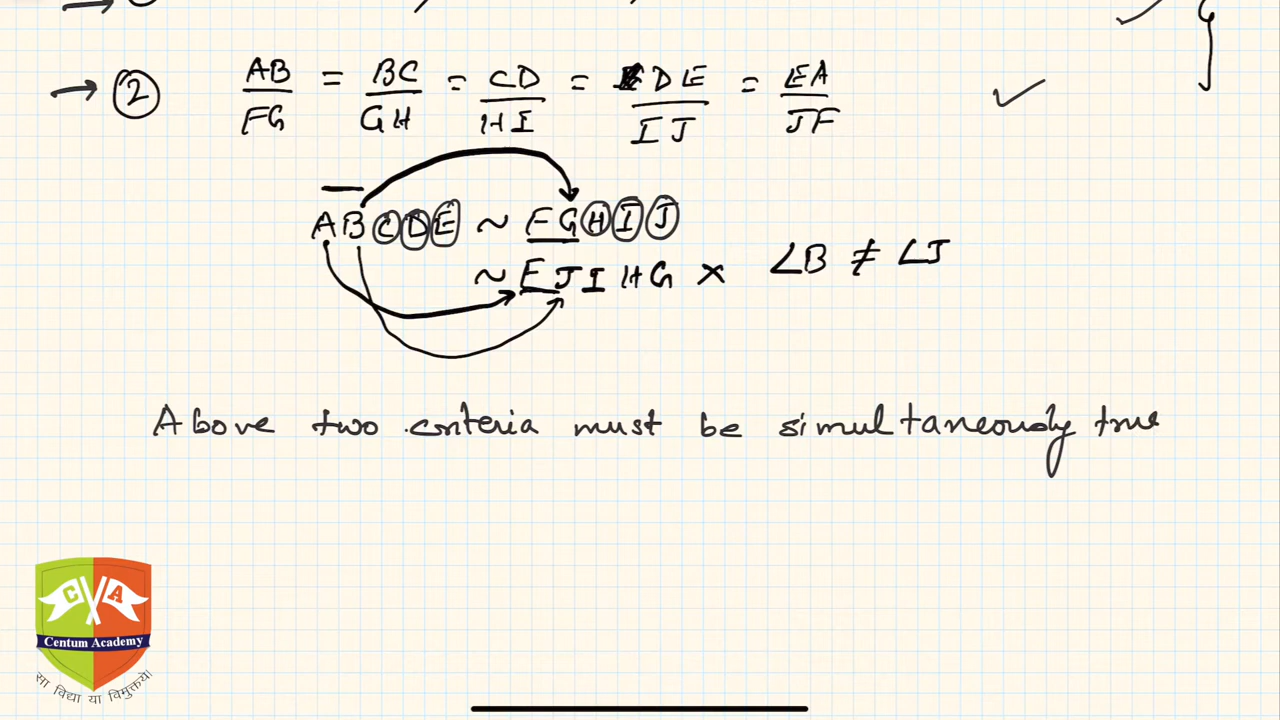 ② AB/FG = BC/GH = CD/HI = DE/IJ = EA/JF
ABCDE ~ FGHIJ
~ FJIHG × ∠B ≠ ∠J
Above two criteria must be simultaneously true
C A
Centum Academy
सा विद्या या विमुक्तये।